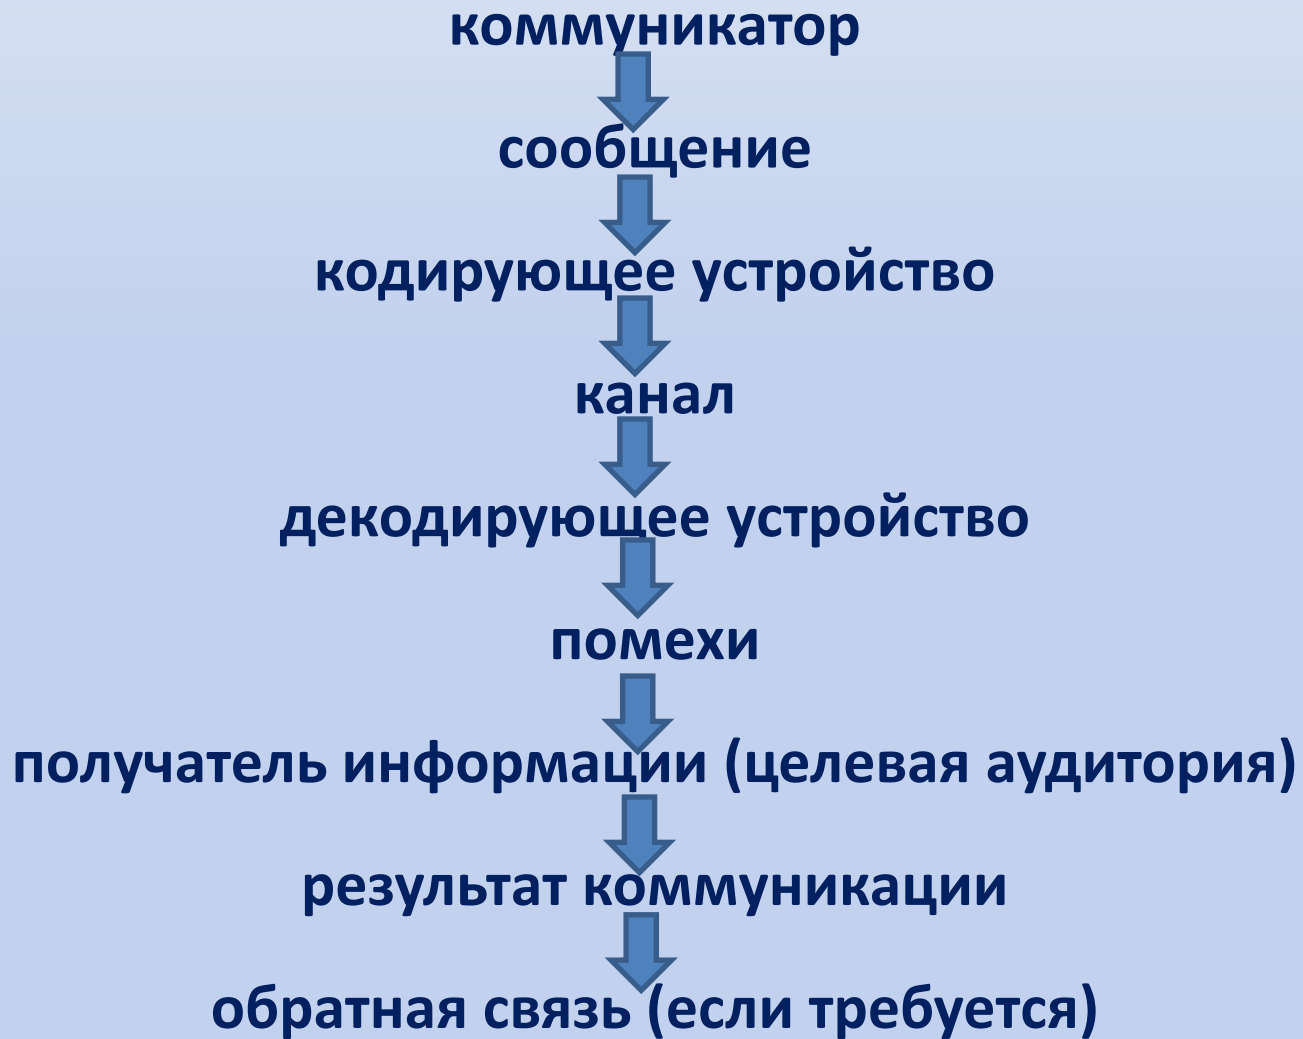 коммуникатор
сообщение
кодирующее устройство
канал
декодирующее устройство
помехи
получатель информации (целевая аудитория)
результат коммуникации
обратная связь (если требуется)